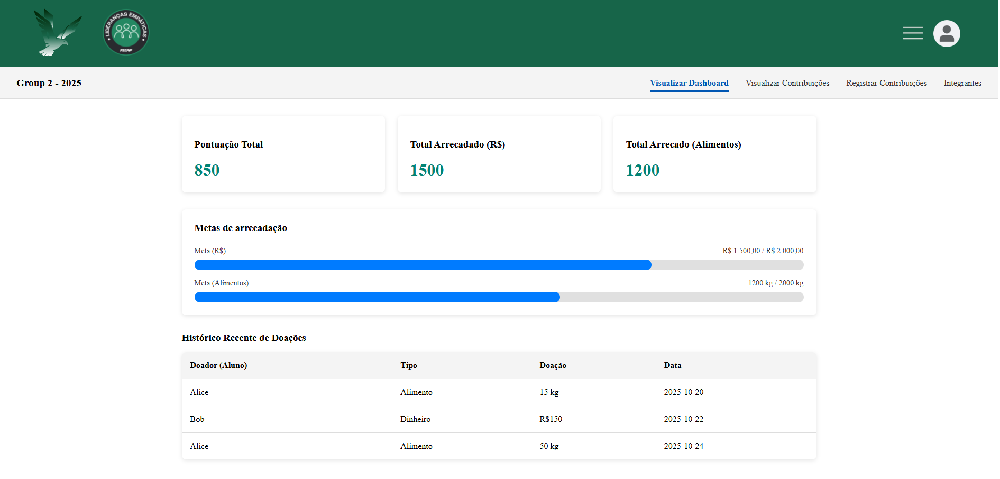 LIDERANÇAS EMPÁTICAS
FECAP
Group 2 - 2025
Visualizar Dashboard
Visualizar Contribuições
Registrar Contribuições
Integrantes
Pontuação Total
850
Total Arrecadado (R$)
1500
Total Arrecado (Alimentos)
1200
Metas de arrecadação
Meta (R$) R$ 1.500,00 / R$ 2.000,00
Meta (Alimentos) 1200 kg / 2000 kg
Histórico Recente de Doações
Doador (Aluno) Tipo Doação Data
Alice Alimento 15 kg 2025-10-20
Bob Dinheiro R$150 2025-10-22
Alice Alimento 50 kg 2025-10-24